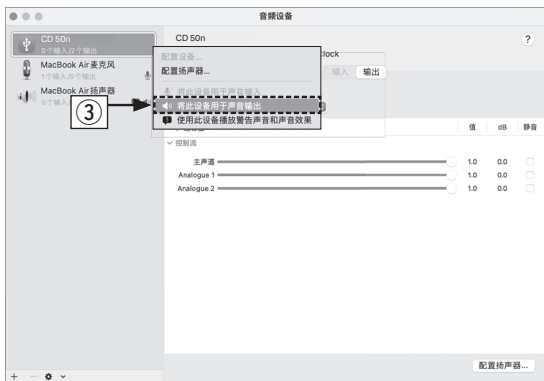 音频设备
CD 50n
0个输入/2个输出
MacBook Air麦克风
1个输入/0个输出
MacBook Air扬声器
0个输入
③
CD 50n
?
配置设备...
配置扬声器...
将此设备用于声音输入
将此设备用于声音输出
使用此设备播放警告声音和声音效果
lock
输入 输出
值 dB 静音
控制流
主声道 1.0 0.0
Analogue 1 1.0 0.0
Analogue 2 1.0 0.0
配置扬声器...